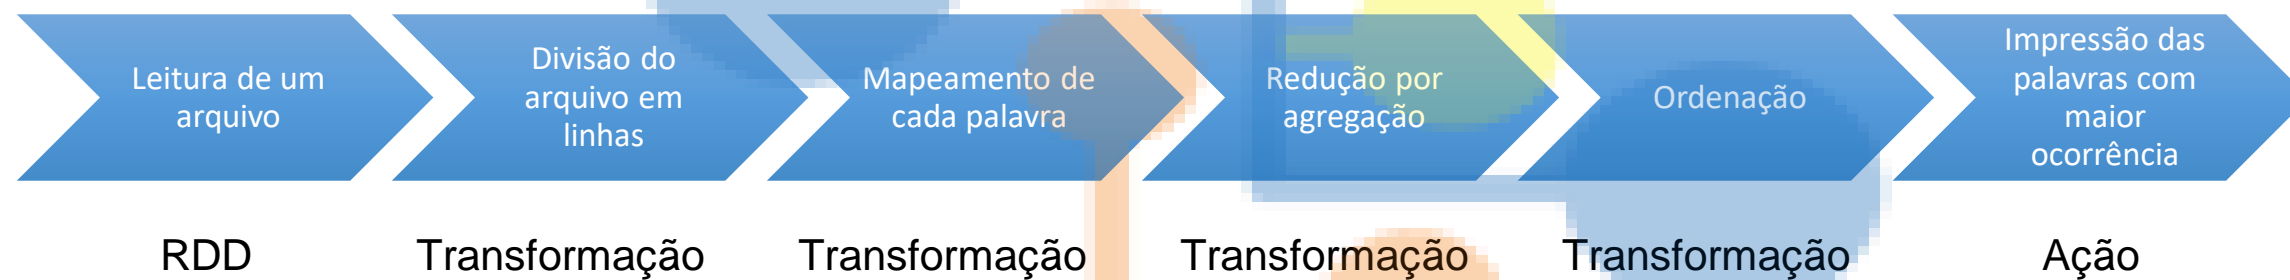 Leitura de um
arquivo
Divisão do
arquivo em
linhas
Mapeamento de
cada palavra
Redução por
agregação
Ordenação
Impressão das
palavras com
maior
ocorrência
RDD
Transformação
Transformação
Transformação
Transformação
Ação